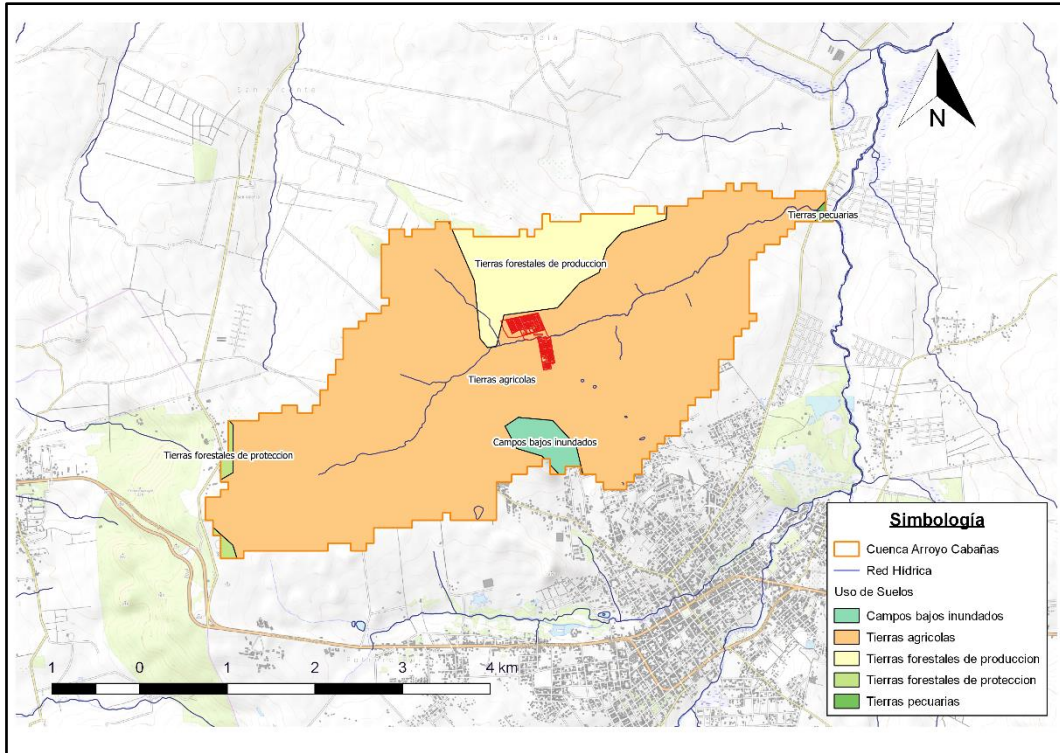 N
Tierras pecuarias
Tierras forestales de produccion
Tierras agricolas
Campos bajos inundados
Tierras forestales de proteccion
1 0 1 2 3 4 km
Simbología
Cuenca Arroyo Cabañas
Red Hídrica
Uso de Suelos
Campos bajos inundados
Tierras agricolas
Tierras forestales de produccion
Tierras forestales de proteccion
Tierras pecuarias